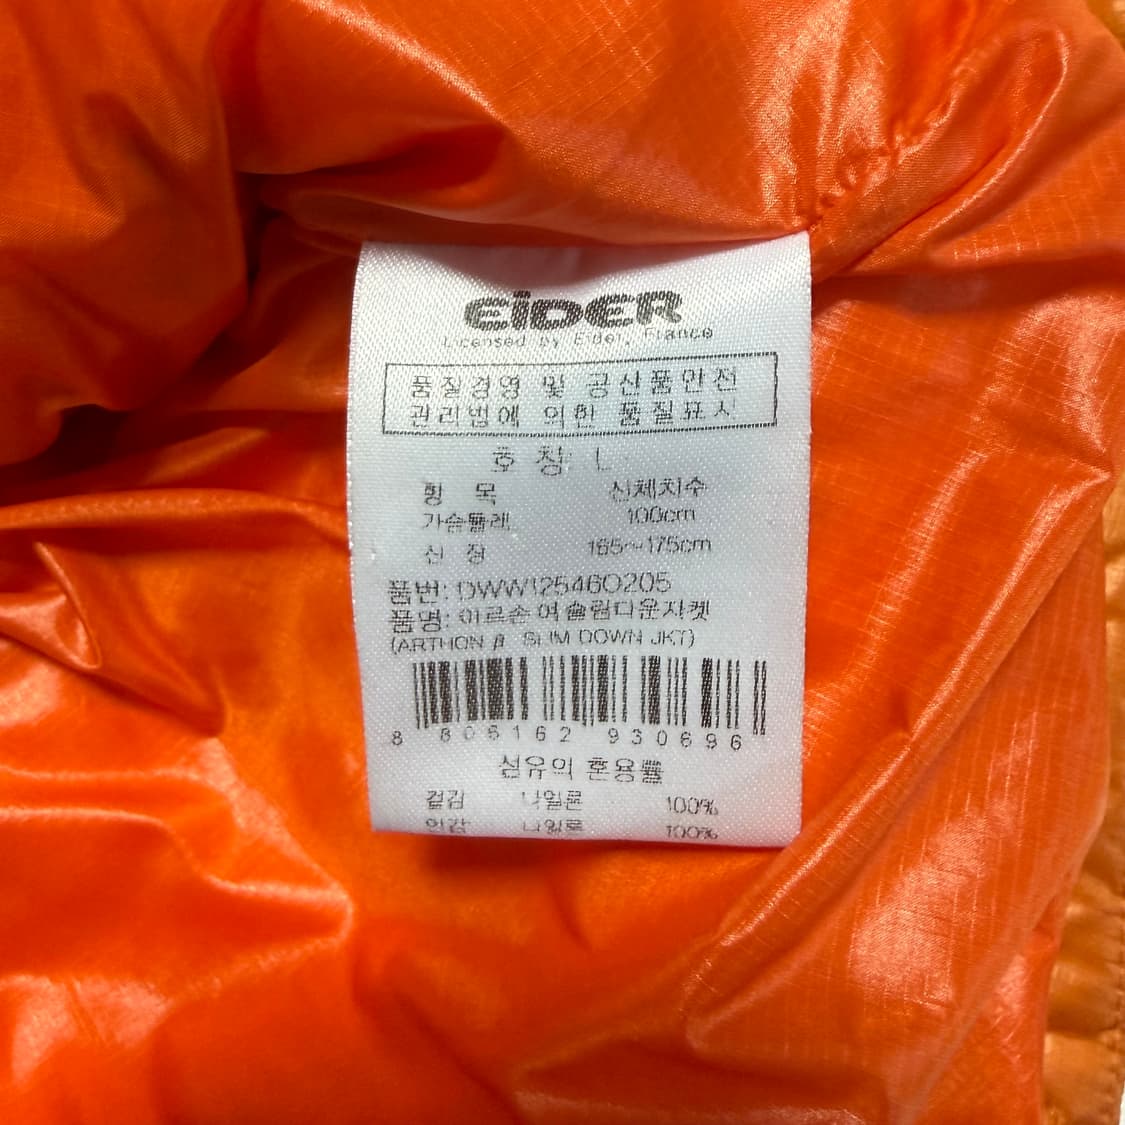 EIDER
Licensed by Eider, France
품질경영 및 공산품안전
관리법에 의한 품질표시
호칭: L
항 목 신체치수
가슴둘레 100cm
신 장 165~175cm
품번: DWW12546O205
품명: 아르손 여슬림다운자켓
(ARTHON β SLIM DOWN JKT)
8 806162 930696
섬유의 혼용률
겉감 나일론 100%
안감 나일론 100%